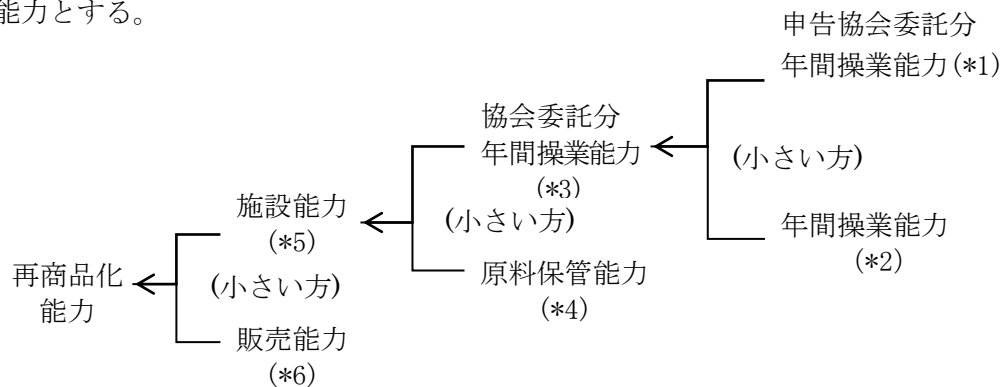 能力とする。
申告協会委託分
年間操業能力(*1)
協会委託分
年間操業能力
(*3)
(小さい方)
年間操業能力
(*2)
施設能力
(*5)
(小さい方)
原料保管能力
(*4)
再商品化
能力
(小さい方)
販売能力
(*6)